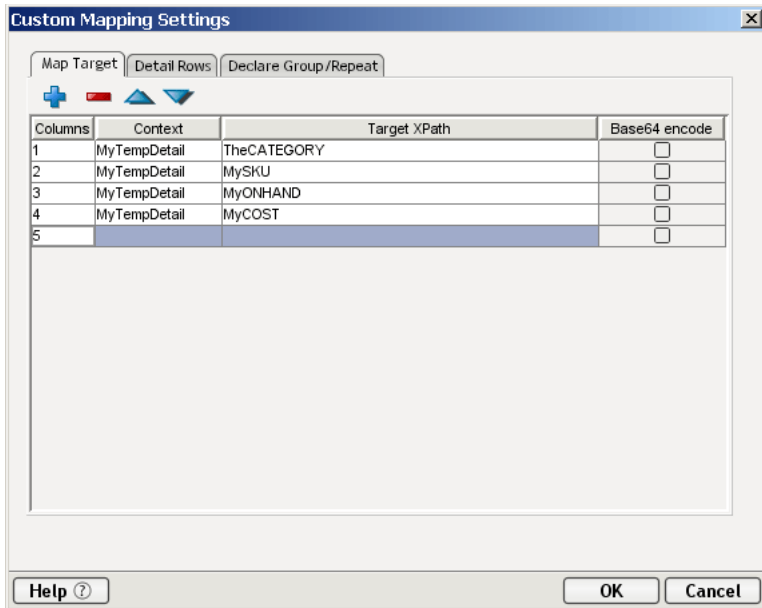 Custom Mapping Settings
Map Target Detail Rows Declare Group/Repeat
Columns Context Target XPath Base64 encode
1 MyTempDetail TheCATEGORY
2 MyTempDetail MySKU
3 MyTempDetail MyONHAND
4 MyTempDetail MyCOST
5
Help ? OK Cancel